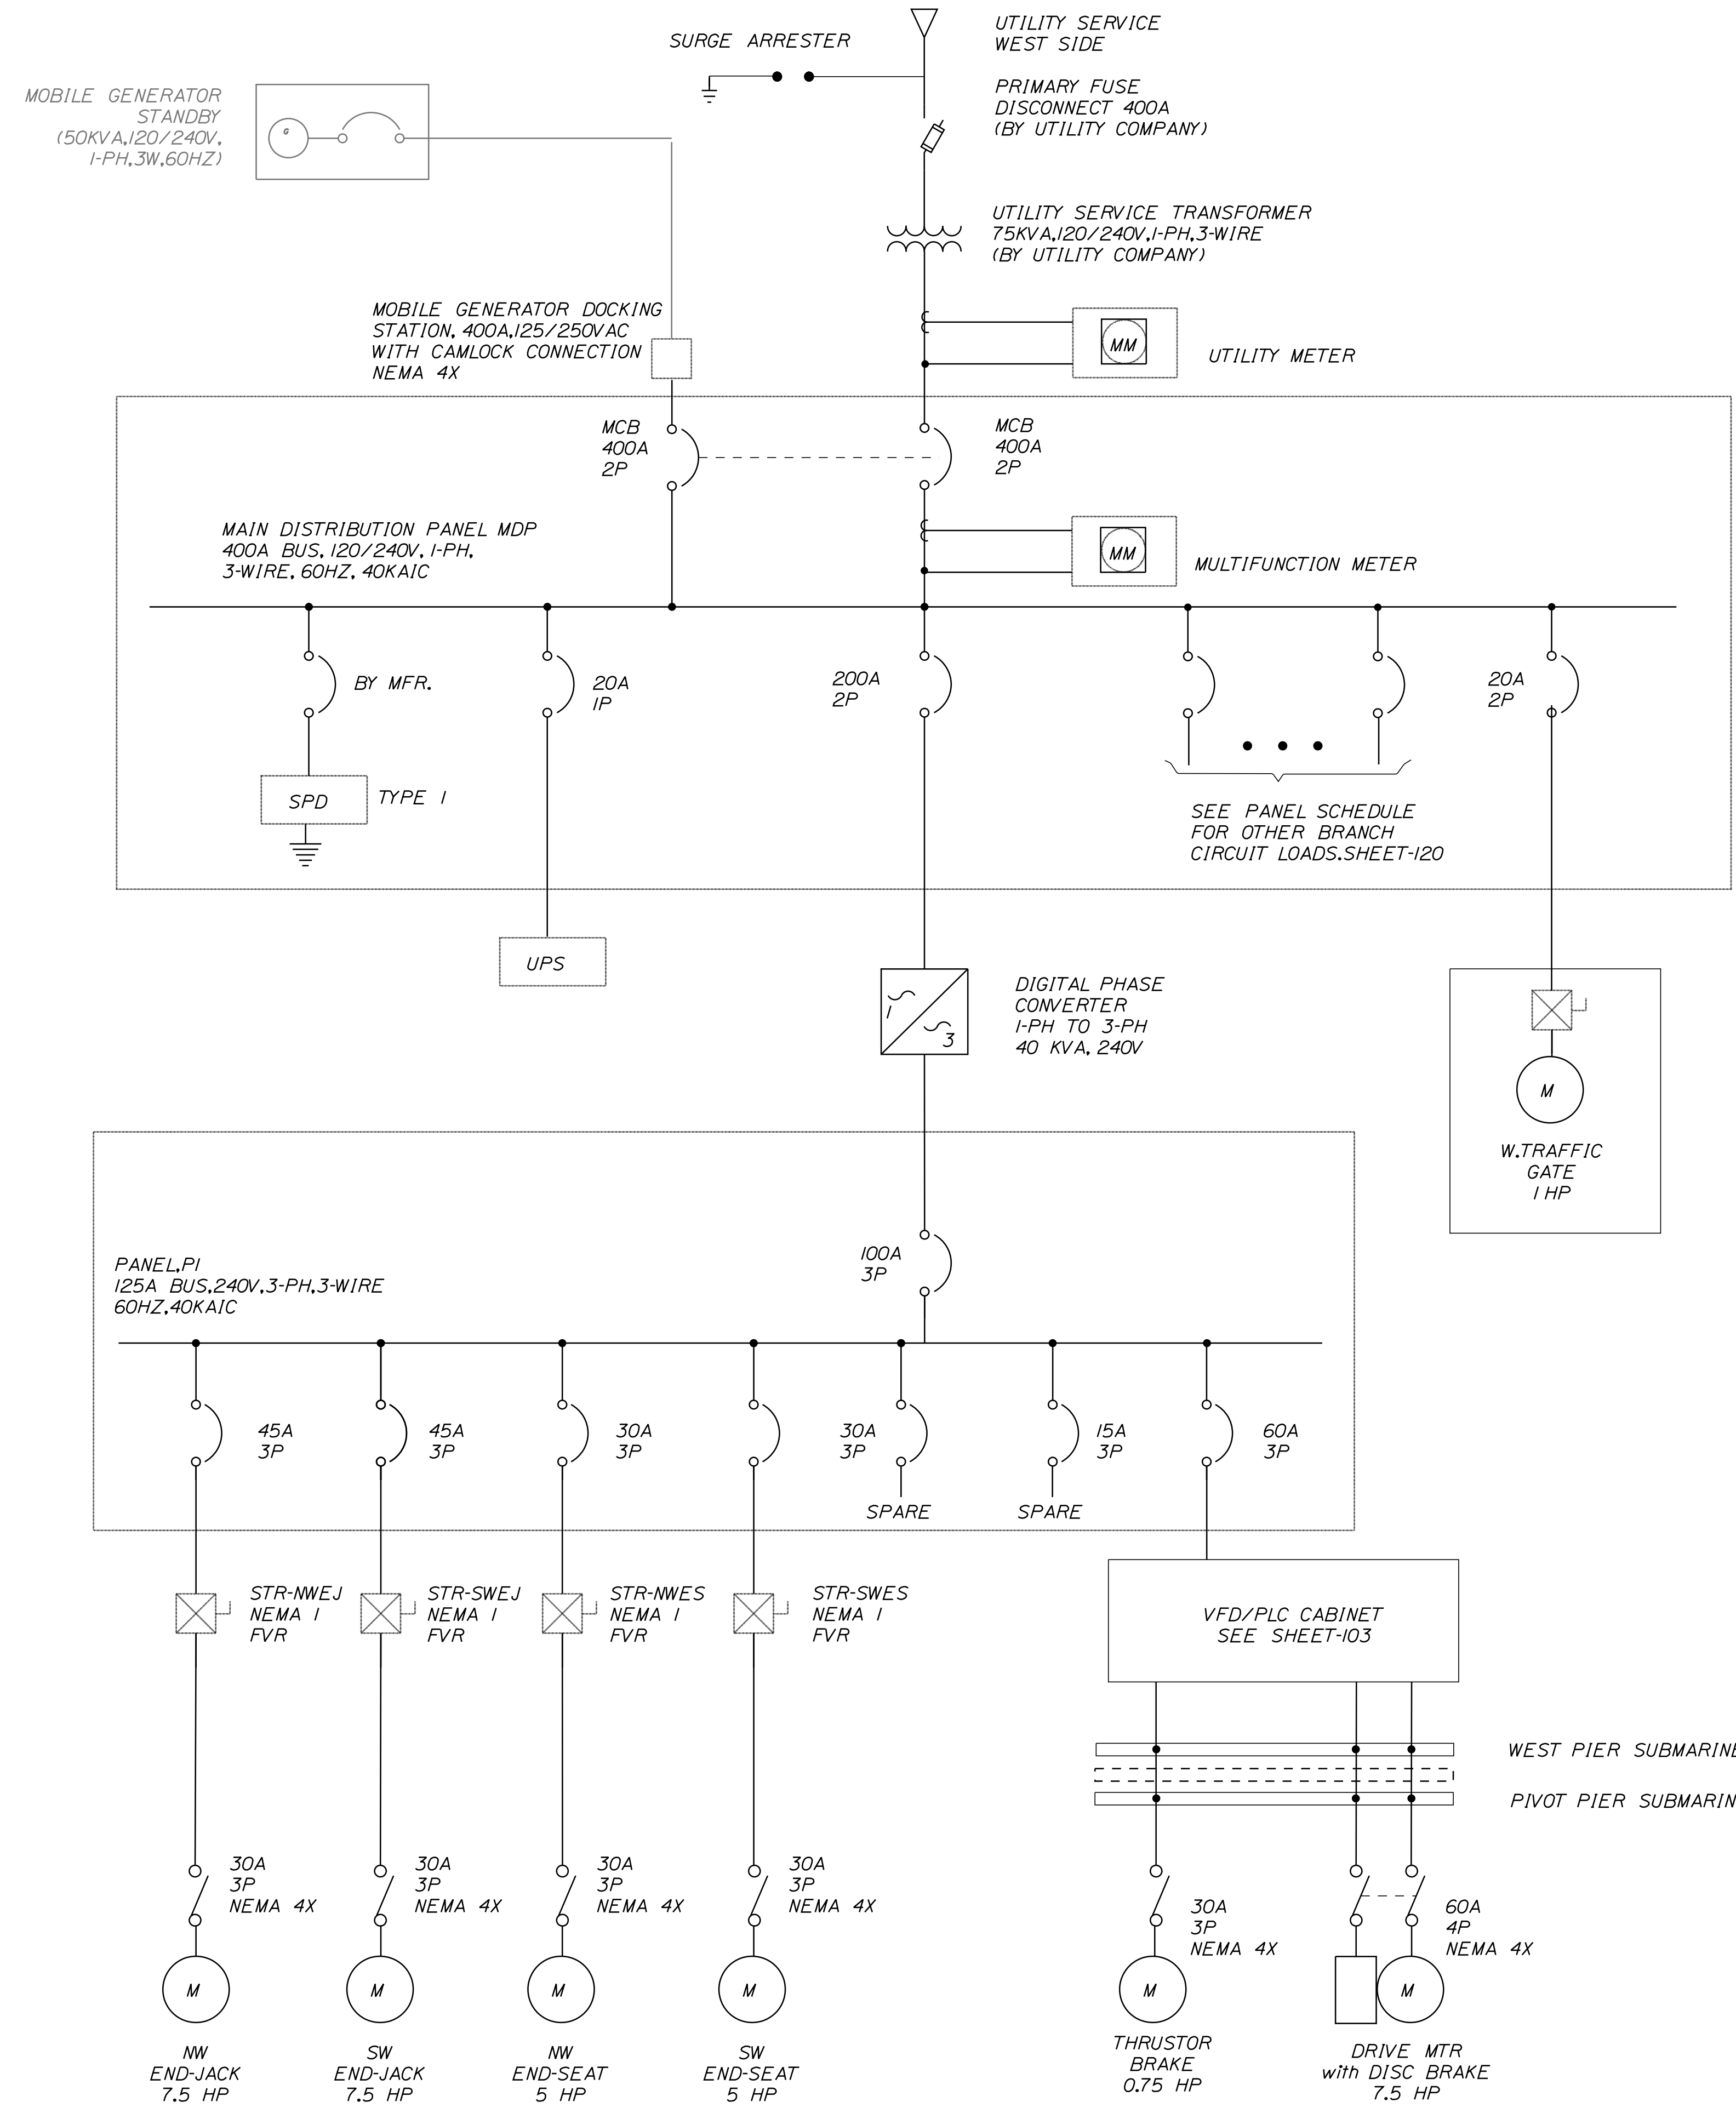 UTILITY SERVICE
WEST SIDE
SURGE ARRESTER
PRIMARY FUSE
DISCONNECT 400A
(BY UTILITY COMPANY)
MOBILE GENERATOR
STANDBY
(50KVA,120/240V,
1-PH,3W,60HZ)
G
UTILITY SERVICE TRANSFORMER
75KVA,120/240V,1-PH,3-WIRE
(BY UTILITY COMPANY)
MOBILE GENERATOR DOCKING
STATION, 400A,125/250VAC
WITH CAMLOCK CONNECTION
NEMA 4X
MM
UTILITY METER
MCB
400A
2P
MCB
400A
2P
MAIN DISTRIBUTION PANEL MDP
400A BUS, 120/240V, 1-PH,
3-WIRE, 60HZ, 40KAIC
MM
MULTIFUNCTION METER
BY MFR.
20A
1P
200A
2P
20A
2P
SPD
TYPE 1
SEE PANEL SCHEDULE
FOR OTHER BRANCH
CIRCUIT LOADS.SHEET-120
UPS
1
3
DIGITAL PHASE
CONVERTER
1-PH TO 3-PH
40 KVA, 240V
M
W.TRAFFIC
GATE
1 HP
100A
3P
PANEL,P1
125A BUS,240V,3-PH,3-WIRE
60HZ,40KAIC
45A
3P
45A
3P
30A
3P
30A
3P
15A
3P
60A
3P
SPARE
SPARE
STR-NWEJ
NEMA 1
FVR
STR-SWEJ
NEMA 1
FVR
STR-NWES
NEMA 1
FVR
STR-SWES
NEMA 1
FVR
VFD/PLC CABINET
SEE SHEET-103
WEST PIER SUBMARINE
PIVOT PIER SUBMARIN
30A
3P
NEMA 4X
30A
3P
NEMA 4X
30A
3P
NEMA 4X
30A
3P
NEMA 4X
30A
3P
NEMA 4X
60A
4P
NEMA 4X
M
M
M
M
M
M
NW
END-JACK
7.5 HP
SW
END-JACK
7.5 HP
NW
END-SEAT
5 HP
SW
END-SEAT
5 HP
THRUSTOR
BRAKE
0.75 HP
DRIVE MTR
with DISC BRAKE
7.5 HP